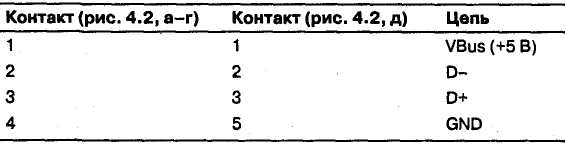 Контакт (рис. 4.2, а–г) Контакт (рис. 4.2, д) Цепь
1 1 VBus (+5 В)
2 2 D–
3 3 D+
4 5 GND